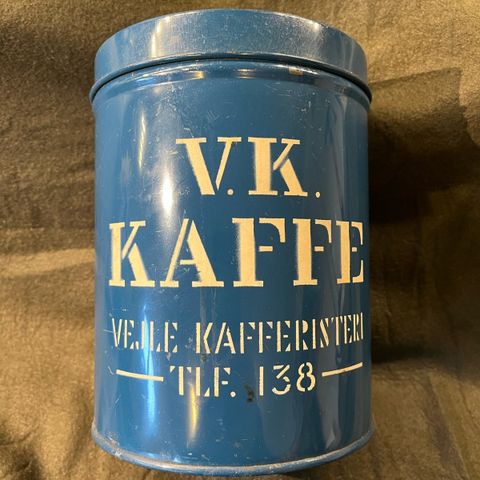 V.K.
KAFFE
VEJLE KAFFERISTERI
TLF. 138